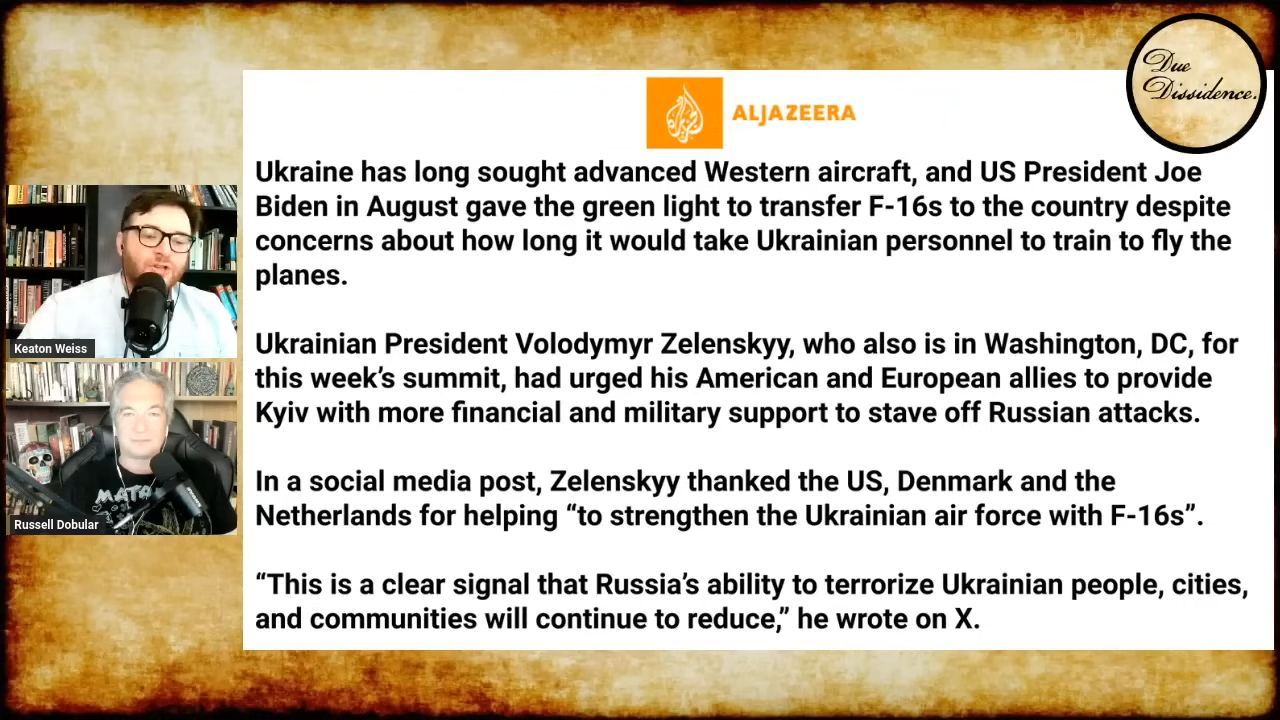 Due
Dissidence.
ALJAZEERA
Ukraine has long sought advanced Western aircraft, and US President Joe
Biden in August gave the green light to transfer F-16s to the country despite
concerns about how long it would take Ukrainian personnel to train to fly the
planes.
Ukrainian President Volodymyr Zelenskyy, who also is in Washington, DC, for
this week’s summit, had urged his American and European allies to provide
Kyiv with more financial and military support to stave off Russian attacks.
In a social media post, Zelenskyy thanked the US, Denmark and the
Netherlands for helping “to strengthen the Ukrainian air force with F-16s”.
“This is a clear signal that Russia’s ability to terrorize Ukrainian people, cities,
and communities will continue to reduce,” he wrote on X.
Keaton Weiss
Russell Dobular